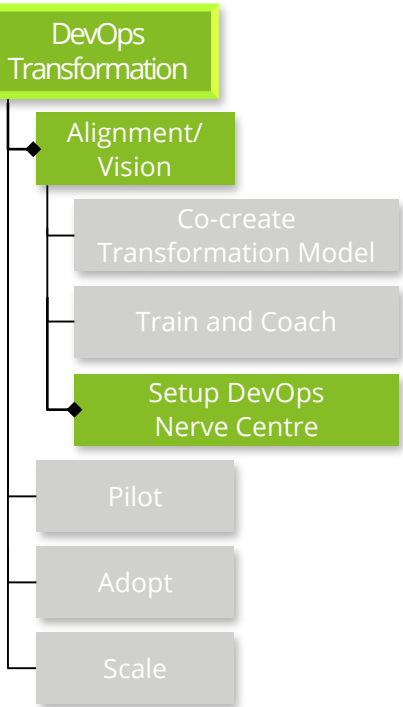 DevOps
Transformation
Alignment/
Vision
Co-create
Transformation Model
Train and Coach
Setup DevOps
Nerve Centre
Pilot
Adopt
Scale